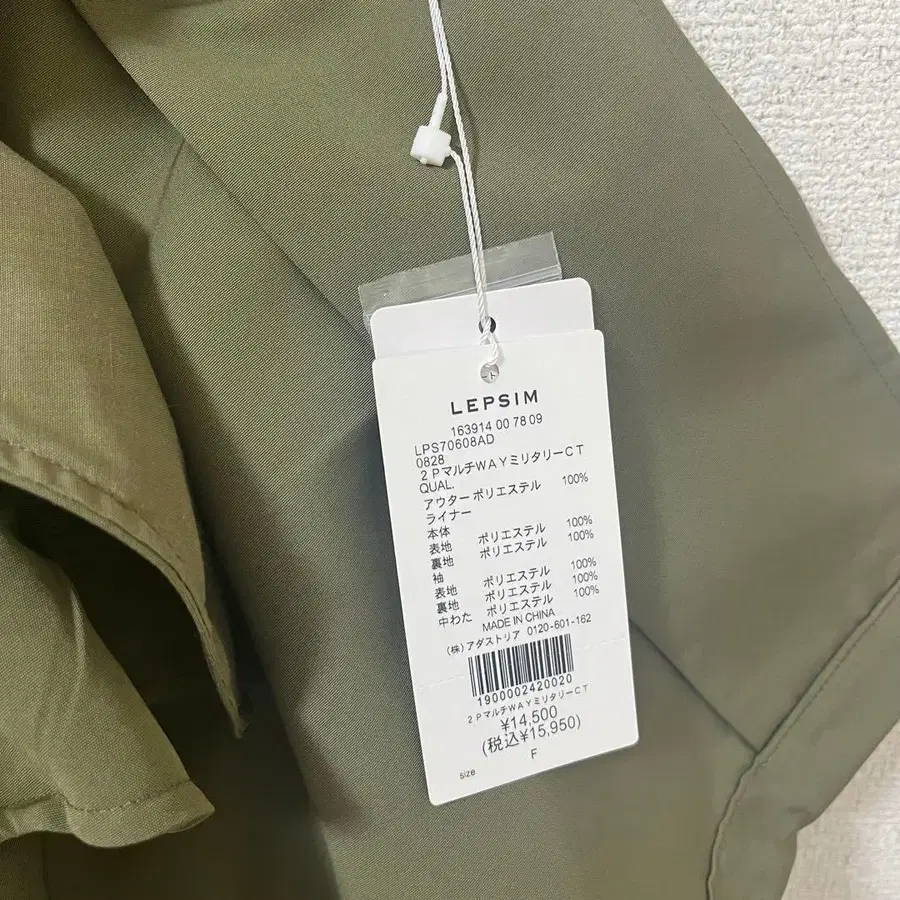 LEPSIM
163914 00 78 09
LPS70608AD
0828
2PマルチWAYミリタリーCT
QUAL.
アウター ポリエステル 100%
ライナー
本体
表地 ポリエステル 100%
裏地 ポリエステル 100%
袖
表地 ポリエステル 100%
裏地 ポリエステル 100%
中わた ポリエステル 100%
MADE IN CHINA
(株)アダストリア 0120-601-162
1900002420020
2PマルチWAYミリタリーCT
¥14,500
(税込¥15,950)
size F